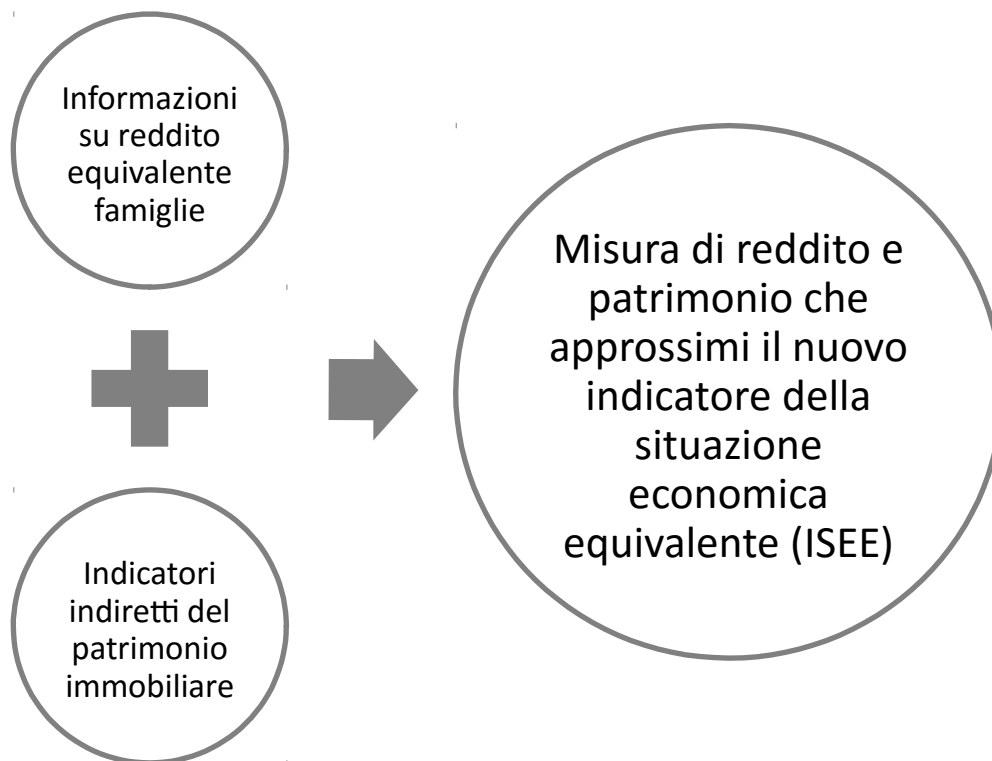 Informazioni
su reddito
equivalente
famiglie
Indicatori
indiretti del
patrimonio
immobiliare
Misura di reddito e
patrimonio che
approssimi il nuovo
indicatore della
situazione
economica
equivalente (ISEE)